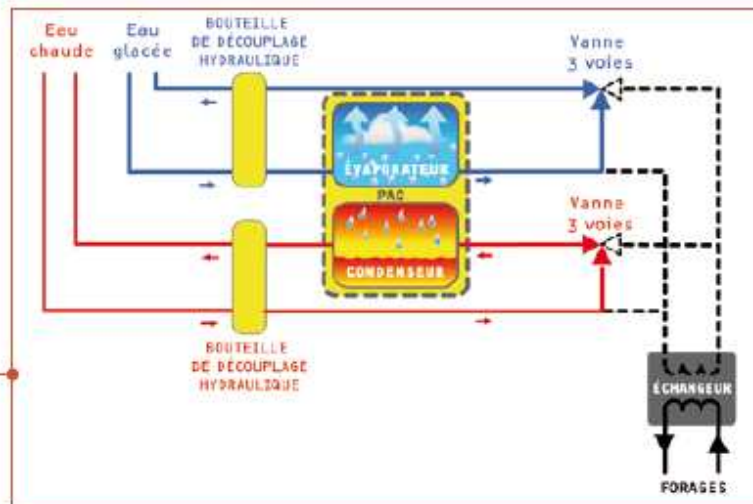 Eeu
chaude
Eau
glacée
BOUTEILLE
DE DÉCOUPLAGE
HYDRAULIQUE
Vanne
3 voies
ÉVAPORATEUR
PAC
CONDENSEUR
Vanne
3 voies
BOUTEILLE
DE DÉCOUPLAGE
HYDRAULIQUE
ÉCHANGEUR
FORAGES